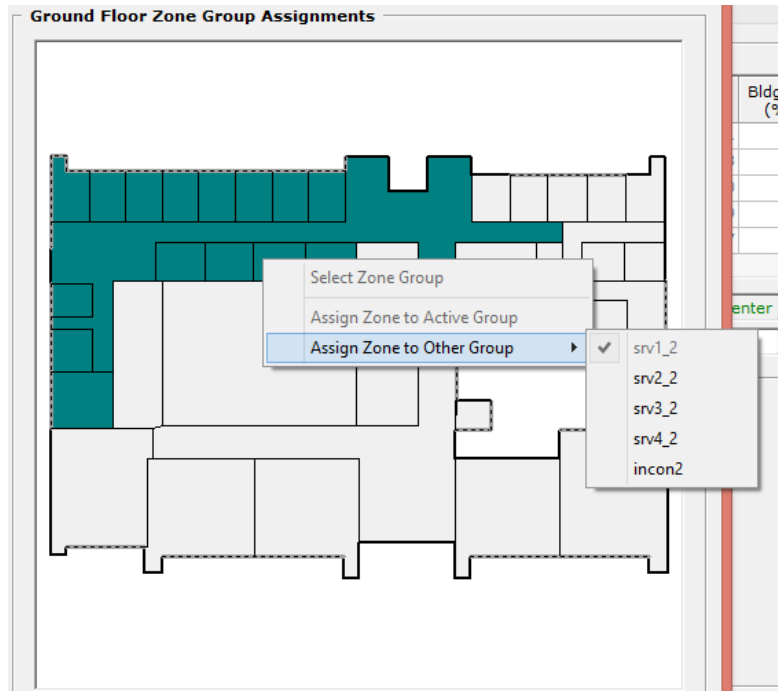 Ground Floor Zone Group Assignments
Bldg
(%
Select Zone Group
Assign Zone to Active Group
enter
Assign Zone to Other Group
srv1_2
srv2_2
srv3_2
srv4_2
incon2